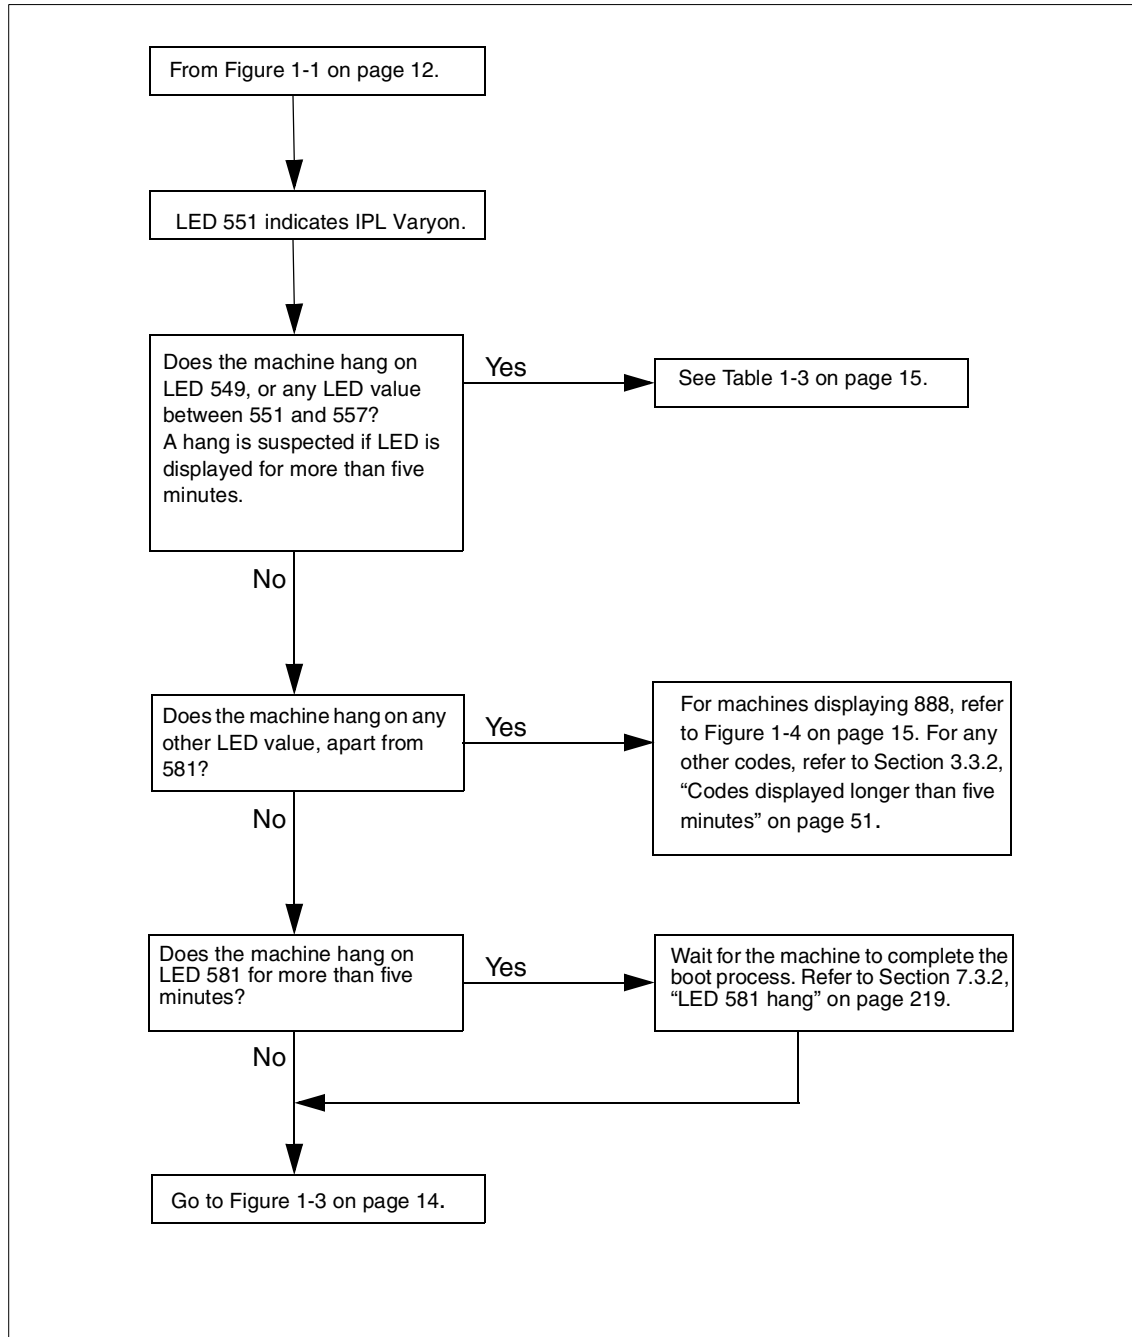 From Figure 1-1 on page 12.
LED 551 indicates IPL Varyon.
Does the machine hang on
LED 549, or any LED value
between 551 and 557?
A hang is suspected if LED is
displayed for more than five
minutes.
Yes
See Table 1-3 on page 15.
No
Does the machine hang on any
other LED value, apart from
581?
Yes
For machines displaying 888, refer
to Figure 1-4 on page 15. For any
other codes, refer to Section 3.3.2,
“Codes displayed longer than five
minutes” on page 51.
No
Does the machine hang on
LED 581 for more than five
minutes?
Yes
Wait for the machine to complete the
boot process. Refer to Section 7.3.2,
“LED 581 hang” on page 219.
No
Go to Figure 1-3 on page 14.